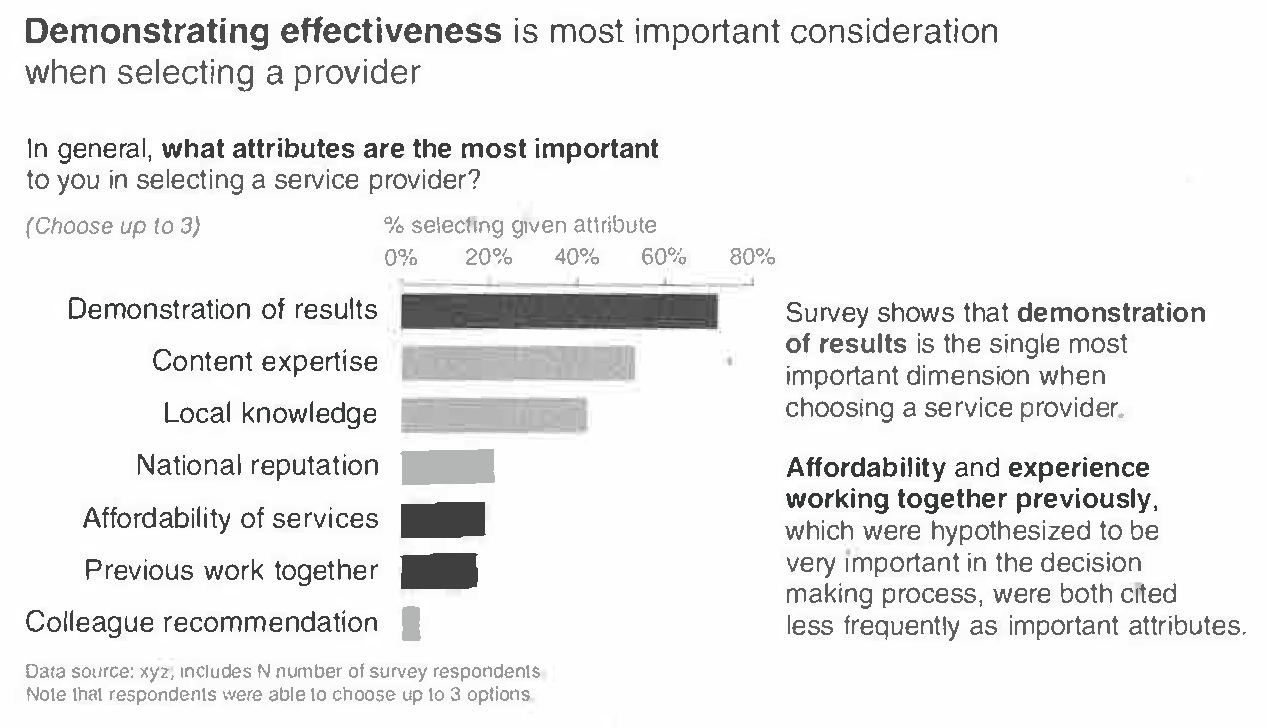 Demonstrating effectiveness is most important consideration
when selecting a provider
In general, what attributes are the most important
to you in selecting a service provider?
(Choose up to 3)
% selecting given attribute
0% 20% 40% 60% 80%
Demonstration of results
Content expertise
Local knowledge
National reputation
Affordability of services
Previous work together
Colleague recommendation
Survey shows that demonstration
of results is the single most
important dimension when
choosing a service provider.
Affordability and experience
working together previously,
which were hypothesized to be
very important in the decision
making process, were both cited
less frequently as important attributes.
Data source: xyz; includes N number of survey respondents.
Note that respondents were able to choose up to 3 options.